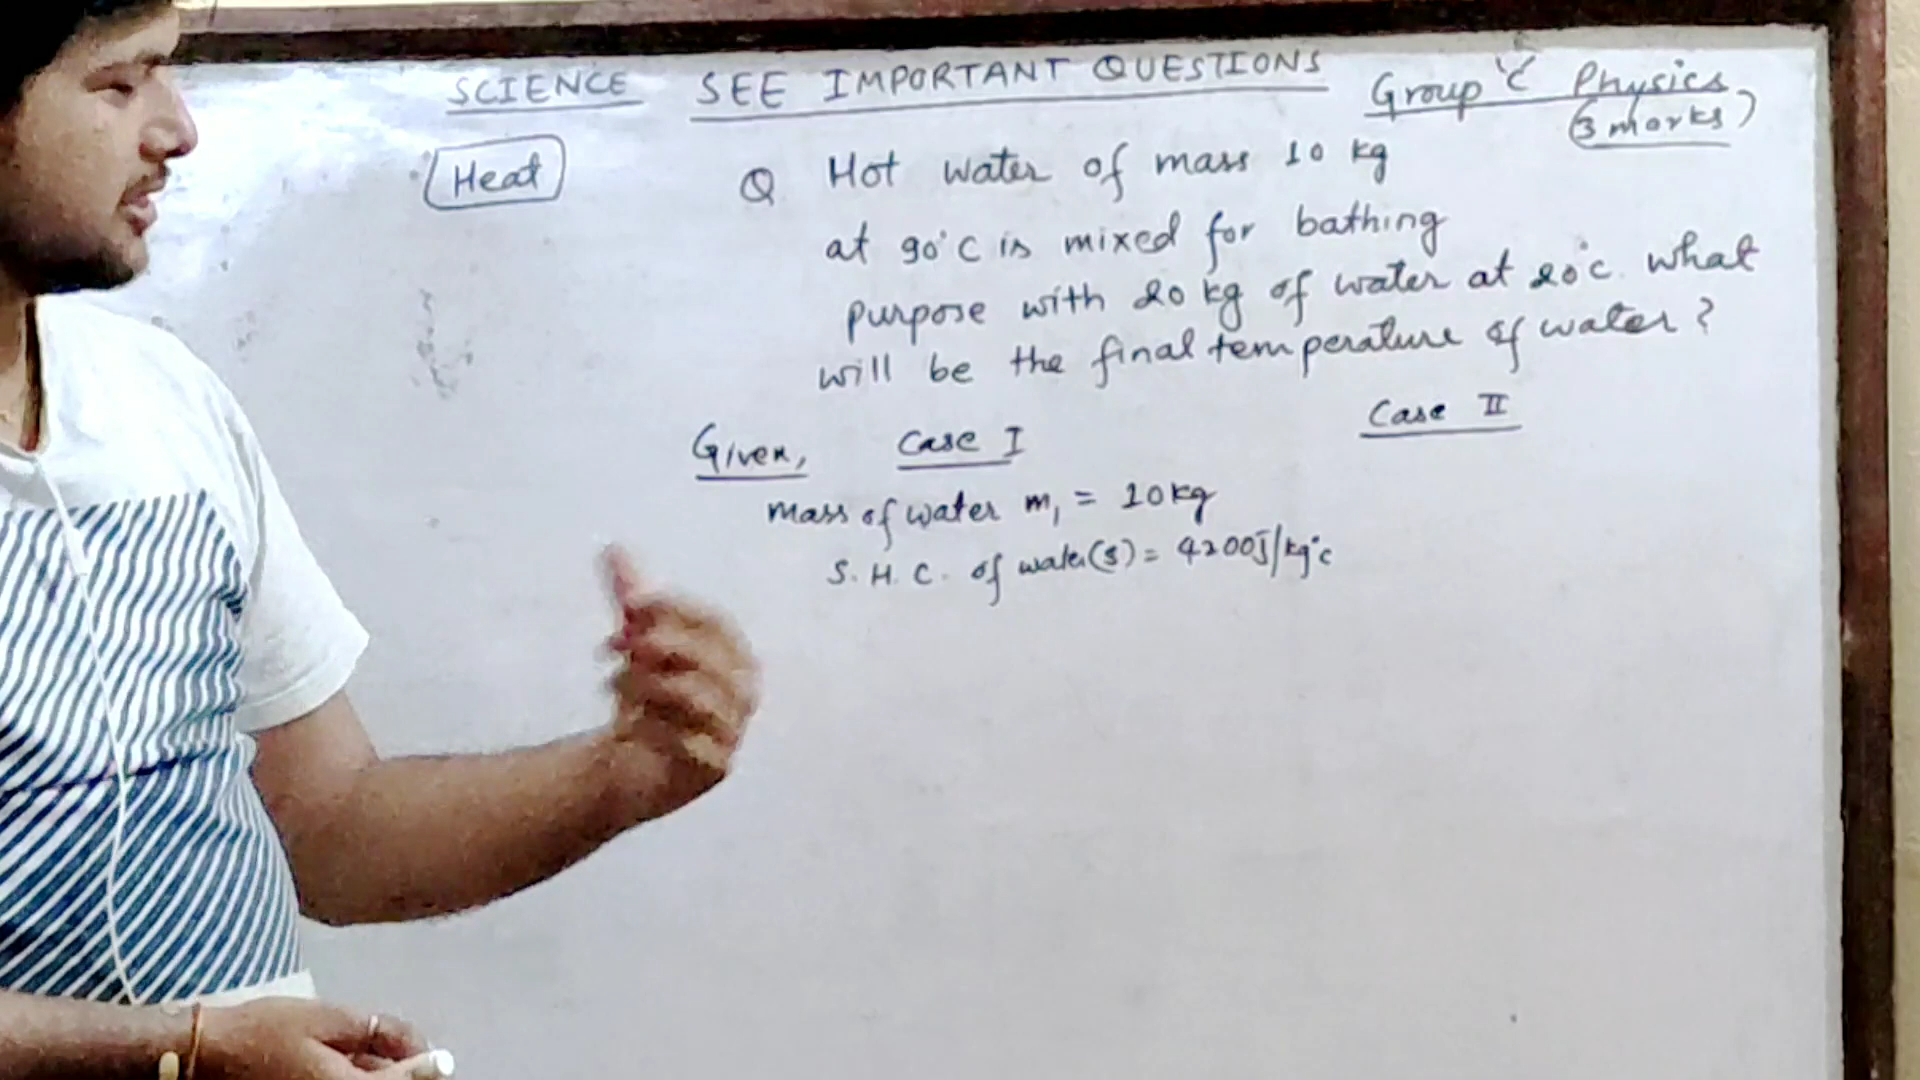 SCIENCE SEE IMPORTANT QUESTIONS Group 'C' Physics
(3 marks)
Heat
Q Hot water of mass 10 kg
at 90°C is mixed for bathing
purpose with 20 kg of water at 20°C. what
will be the final temperature of water?
Given, Case I Case II
mass of water m₁ = 10kg
S.H.C. of water(s) = 4200J/kg°C